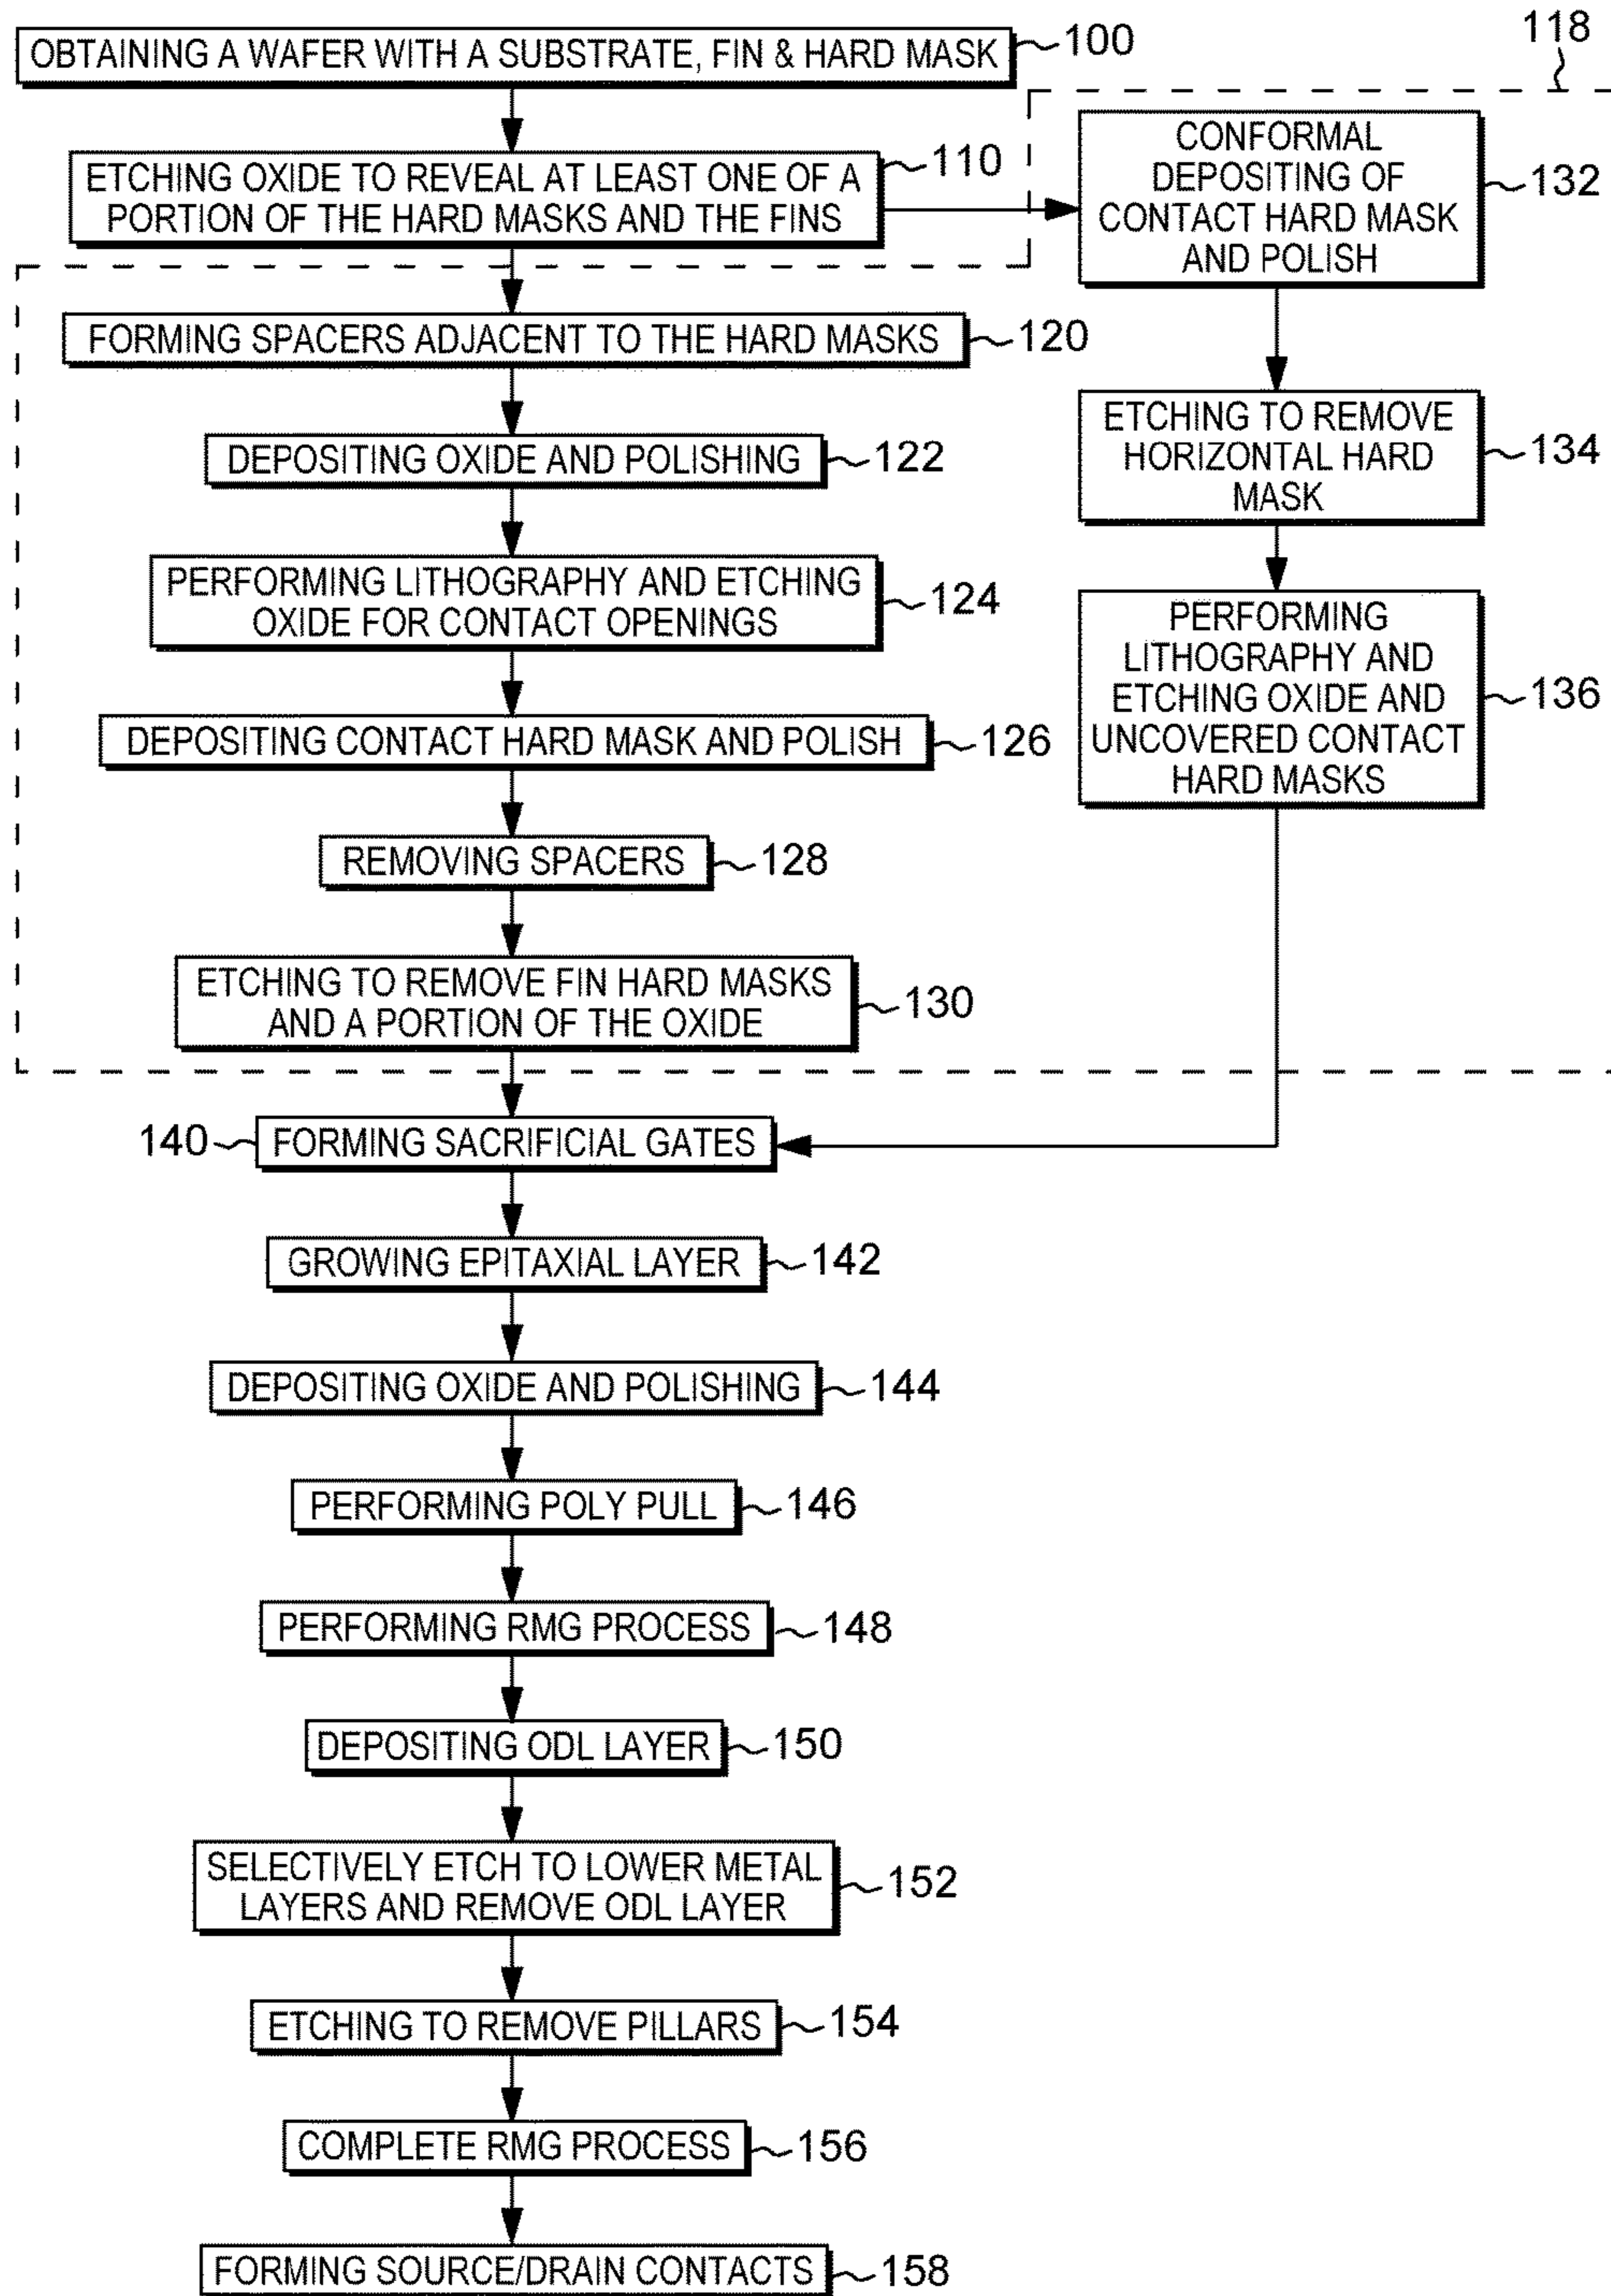 OBTAINING A WAFER WITH A SUBSTRATE, FIN & HARD MASK
100
118
ETCHING OXIDE TO REVEAL AT LEAST ONE OF A
PORTION OF THE HARD MASKS AND THE FINS
110
CONFORMAL
DEPOSITING OF
CONTACT HARD MASK
AND POLISH
132
FORMING SPACERS ADJACENT TO THE HARD MASKS
120
DEPOSITING OXIDE AND POLISHING
122
ETCHING TO REMOVE
HORIZONTAL HARD
MASK
134
PERFORMING LITHOGRAPHY AND ETCHING
OXIDE FOR CONTACT OPENINGS
124
PERFORMING
LITHOGRAPHY AND
ETCHING OXIDE AND
UNCOVERED CONTACT
HARD MASKS
136
DEPOSITING CONTACT HARD MASK AND POLISH
126
REMOVING SPACERS
128
ETCHING TO REMOVE FIN HARD MASKS
AND A PORTION OF THE OXIDE
130
140
FORMING SACRIFICIAL GATES
GROWING EPITAXIAL LAYER
142
DEPOSITING OXIDE AND POLISHING
144
PERFORMING POLY PULL
146
PERFORMING RMG PROCESS
148
DEPOSITING ODL LAYER
150
SELECTIVELY ETCH TO LOWER METAL
LAYERS AND REMOVE ODL LAYER
152
ETCHING TO REMOVE PILLARS
154
COMPLETE RMG PROCESS
156
FORMING SOURCE/DRAIN CONTACTS
158